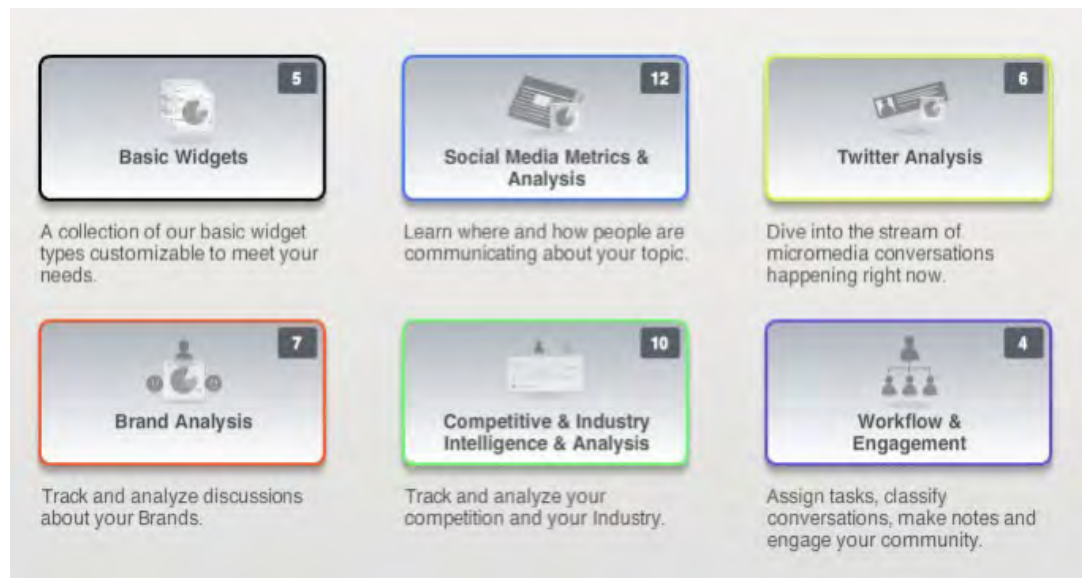 5
Basic Widgets
A collection of our basic widget
types customizable to meet your
needs.
12
Social Media Metrics &
Analysis
Learn where and how people are
communicating about your topic.
6
Twitter Analysis
Dive into the stream of
micromedia conversations
happening right now.
7
Brand Analysis
Track and analyze discussions
about your Brands.
10
Competitive & Industry
Intelligence & Analysis
Track and analyze your
competition and your Industry.
4
Workflow &
Engagement
Assign tasks, classify
conversations, make notes and
engage your community.